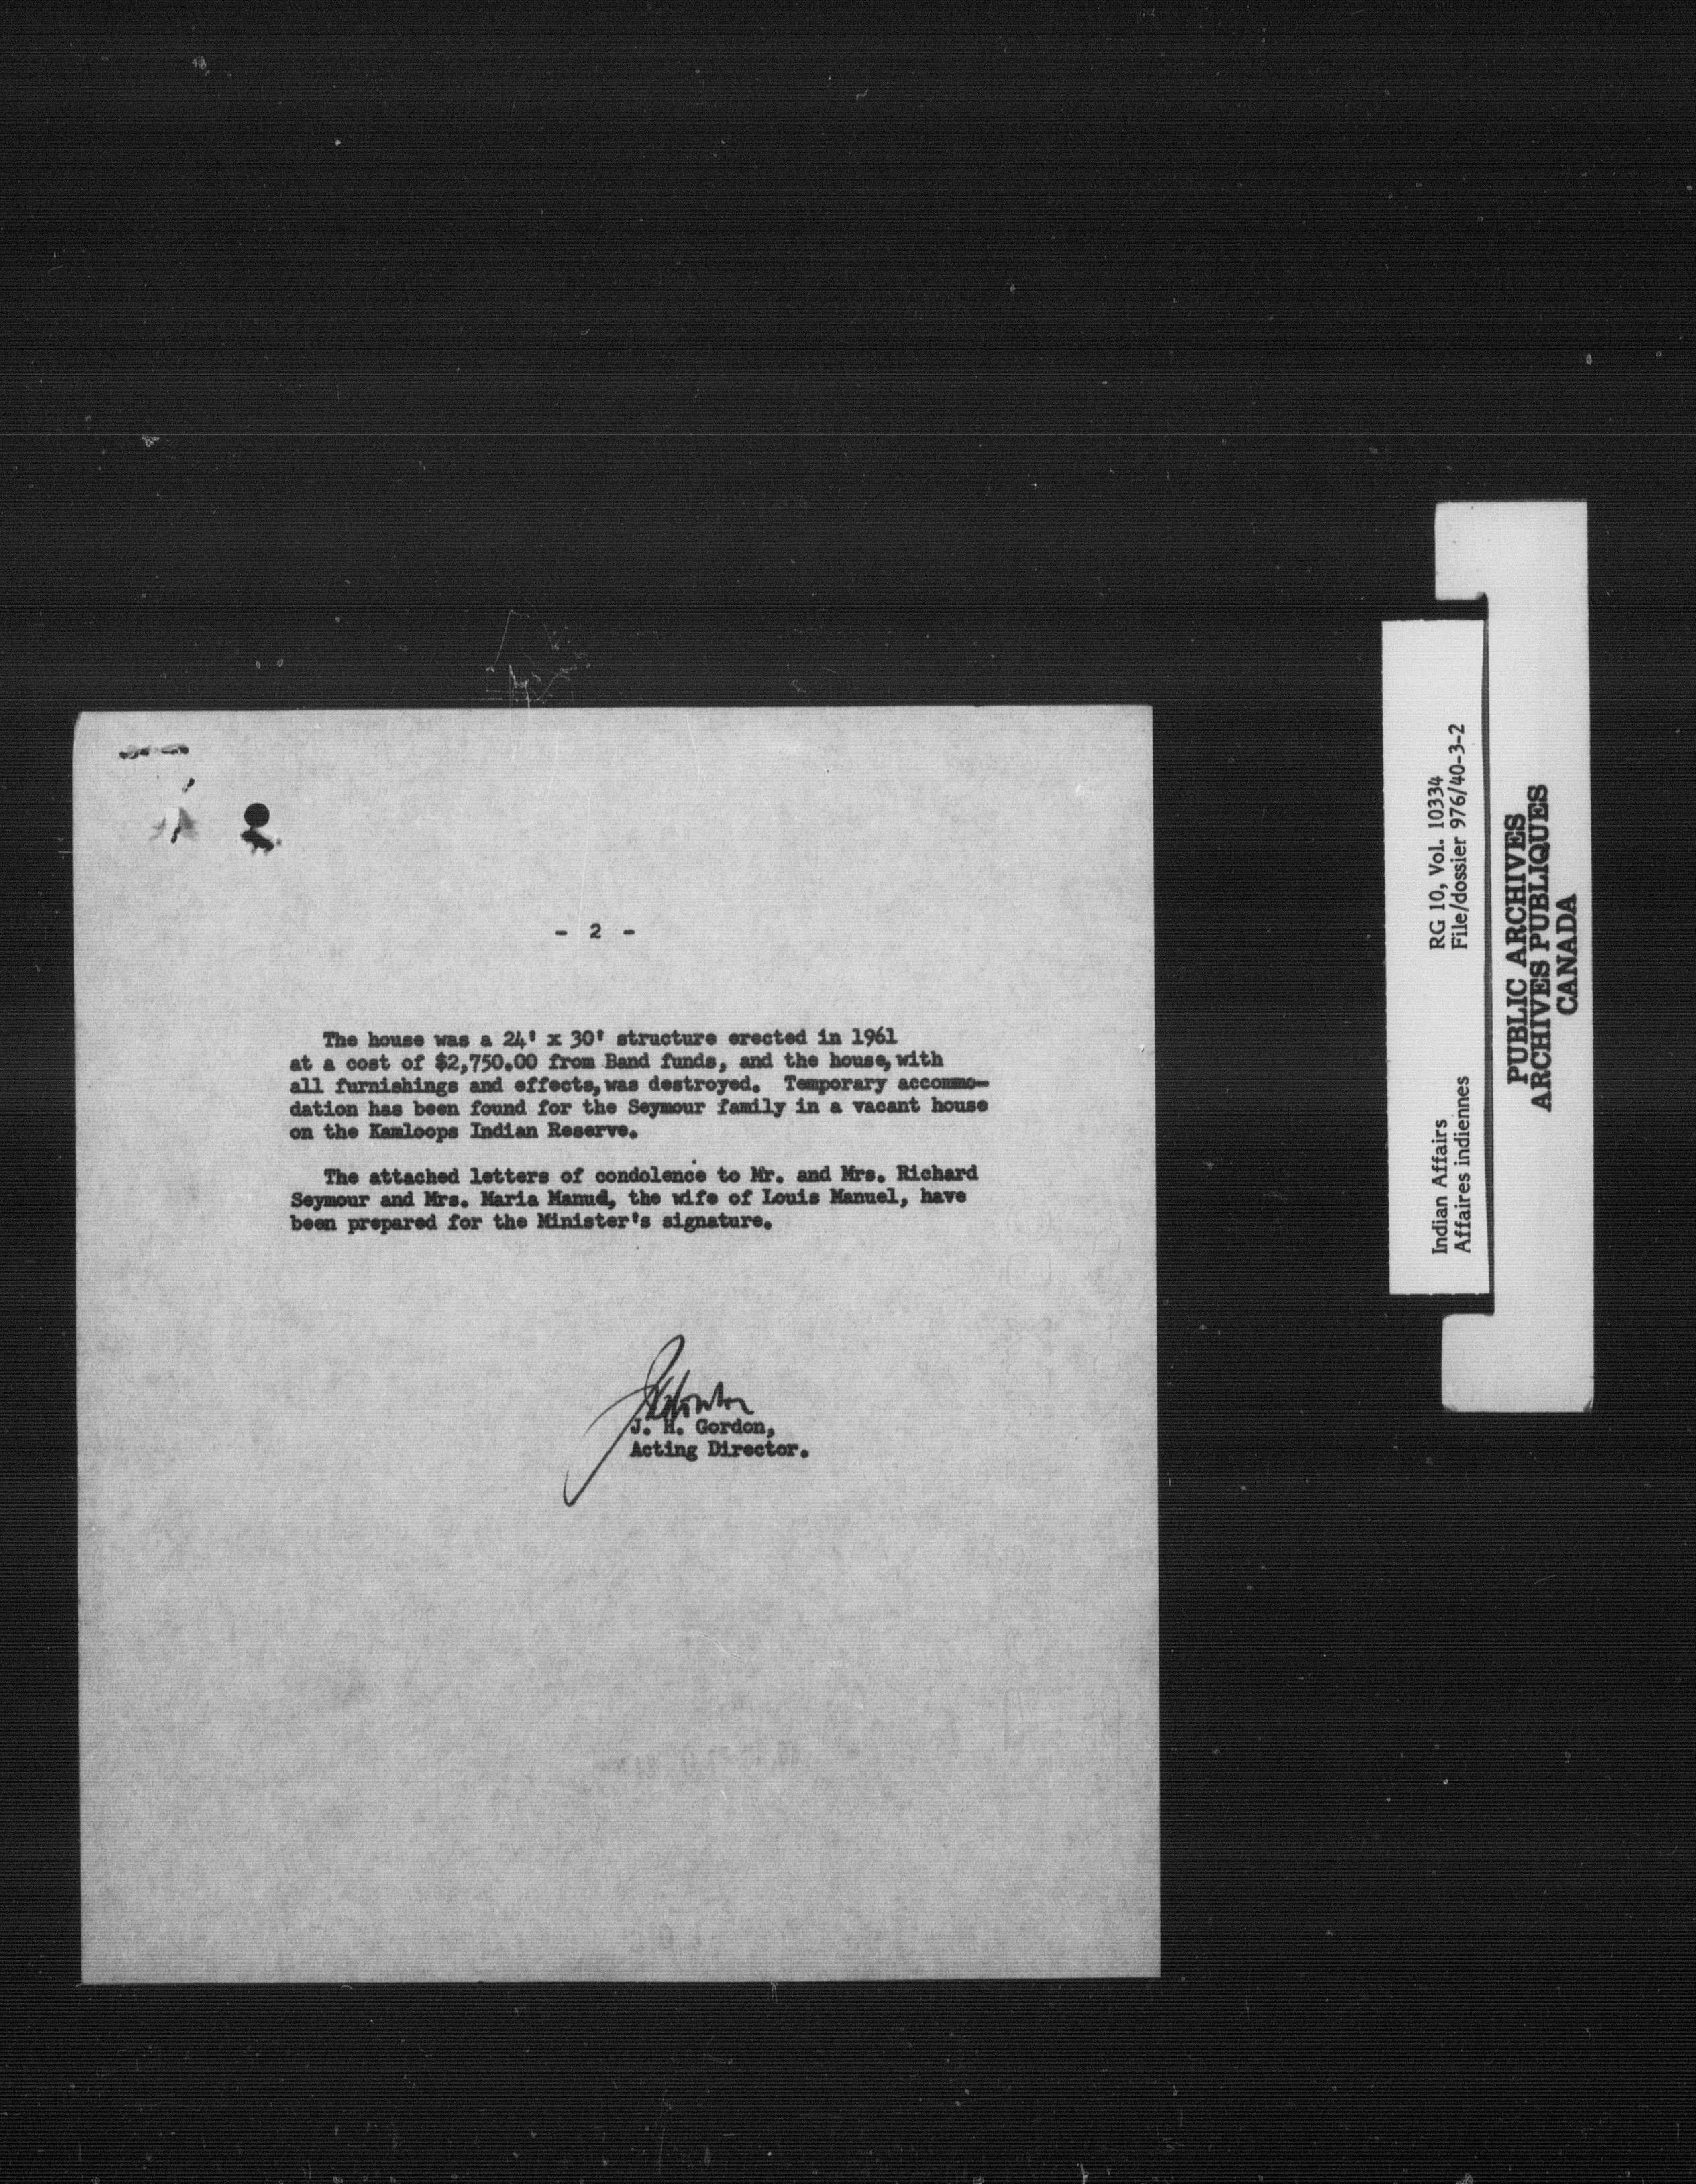 - 2 -
The house was a 24' x 30' structure erected in 1961
at a cost of $2,750.00 from Band funds, and the house, with
all furnishings and effects, was destroyed. Temporary accommo-
dation has been found for the Seymour family in a vacant house
on the Kamloops Indian Reserve.
The attached letters of condolence to Mr. and Mrs. Richard
Seymour and Mrs. Maria Manuel, the wife of Louis Manuel, have
been prepared for the Minister's signature.
J. H. Gordon,
Acting Director.
Indian Affairs RG 10, Vol. 10334
Affaires indiennes File/dossier 976/40-3-2
PUBLIC ARCHIVES
ARCHIVES PUBLIQUES
CANADA